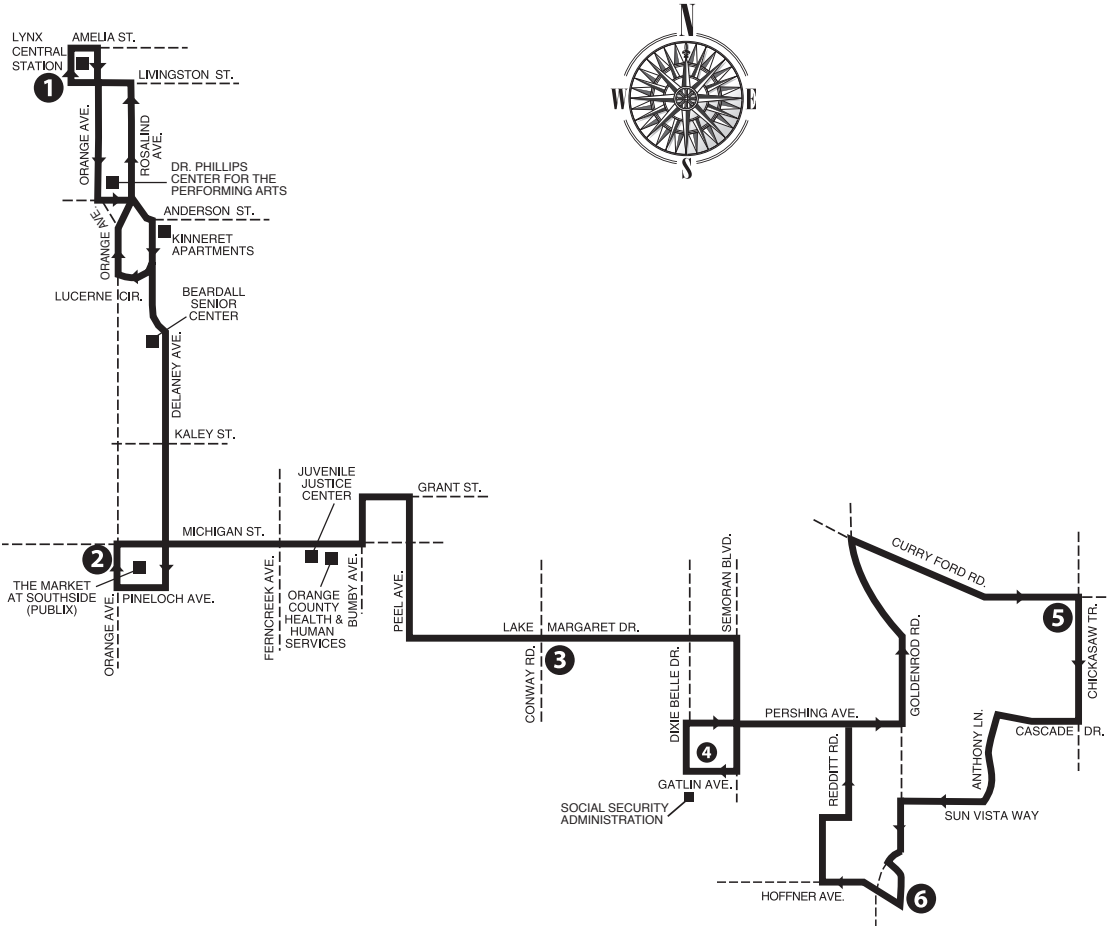 LYNX
CENTRAL
STATION
AMELIA ST.
1
LIVINGSTON ST.
ORANGE AVE.
ROSALIND
AVE.
DR. PHILLIPS
CENTER FOR THE
PERFORMING ARTS
ANDERSON ST.
ORANGE AVE.
KINNERET
APARTMENTS
LUCERNE CIR.
BEARDALL
SENIOR
CENTER
DELANEY AVE.
KALEY ST.
MICHIGAN ST.
2
THE MARKET
AT SOUTHSIDE
(PUBLIX)
PINELOCH AVE.
ORANGE AVE.
FERNCREEK AVE.
JUVENILE
JUSTICE
CENTER
ORANGE
COUNTY
HEALTH &
HUMAN
SERVICES
BUMBY AVE.
GRANT ST.
PEEL AVE.
LAKE MARGARET DR.
CONWAY RD.
3
SEMORAN BLVD.
DIXIE BELLE DR.
4
GATLIN AVE.
SOCIAL SECURITY
ADMINISTRATION
PERSHING AVE.
REDDITT RD.
GOLDENROD RD.
CURRY FORD RD.
5
CHICKASAW TR.
CASCADE DR.
ANTHONY LN.
SUN VISTA WAY
HOFFNER AVE.
6
N
W
E
S